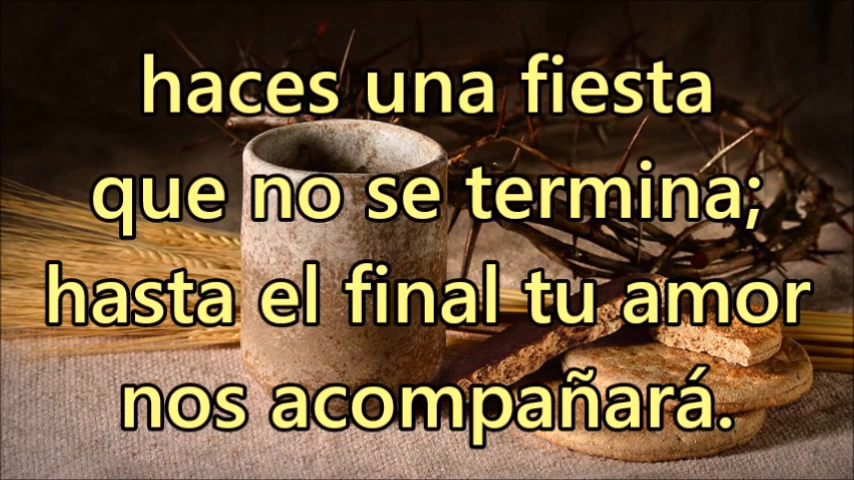 haces una fiesta
que no se termina;
hasta el final tu amor
nos acompañará.